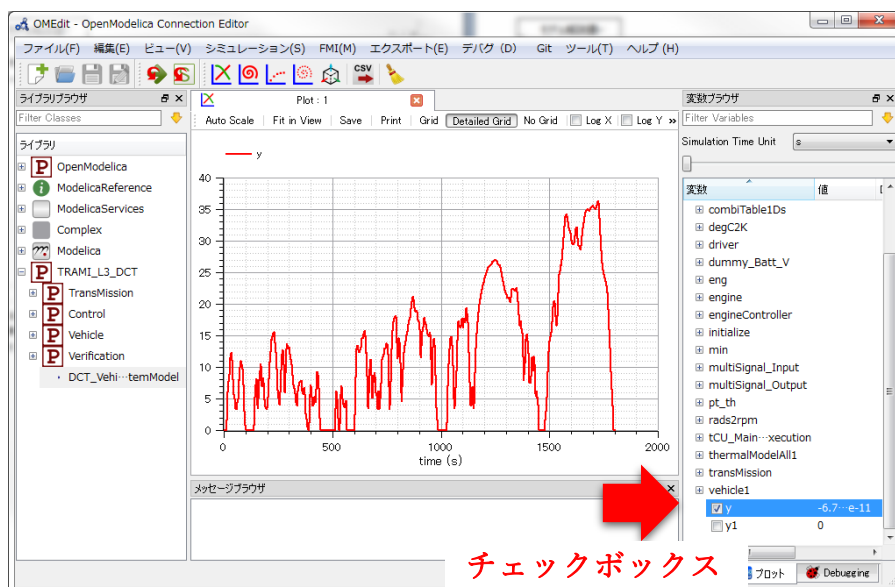 OMEdit - OpenModelica Connection Editor
ファイル(F) 編集(E) ビュー(V) シミュレーション(S) FMI(M) エクスポート(E) デバグ (D) Git ツール(T) ヘルプ (H)
CSV
ライブラリブラウザ
Filter Classes
ライブラリ
P OpenModelica
i ModelicaReference
ModelicaServices
Complex
Modelica
P TRAMI_L3_DCT
P TransMission
P Control
P Vehicle
P Verification
DCT_Vehi…temModel
Plot : 1
Auto Scale Fit in View Save Print Grid Detailed Grid No Grid Log X Log Y »
y
40
35
30
25
20
15
10
5
0
0 500 1000 1500 2000
time (s)
メッセージブラウザ
変数ブラウザ
Filter Variables
Simulation Time Unit s
変数 値
combiTable1Ds
degC2K
driver
dummy_Batt_V
eng
engine
engineController
initialize
min
multiSignal_Input
multiSignal_Output
pt_th
rads2rpm
tCU_Main…xecution
thermalModelAll1
transMission
vehicle1
y -6.7…e-11
y1 0
チェックボックス
プロット Debugging